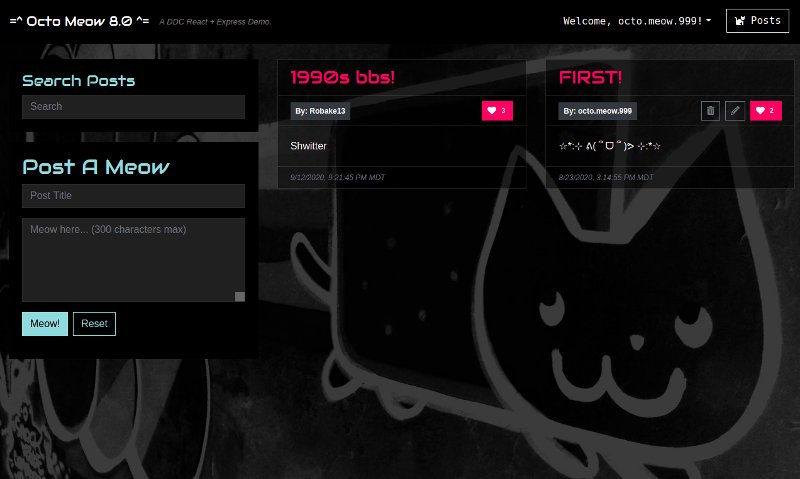 =^ Octo Meow 8.0 ^=
A DDC React + Express Demo.
Welcome, octo.meow.999!
Posts
Search Posts
Search
Post A Meow
Post Title
Meow here... (300 characters max)
Meow!
Reset
1990s bbs!
By: Robake13
3
Shwitter
9/12/2020, 9:21:45 PM MDT
FIRST!
By: octo.meow.999
2
☆*:⊹ ᕕ( ՞ ᗜ ՞ )ᕗ ⊹:*☆
8/23/2020, 3:14:55 PM MDT